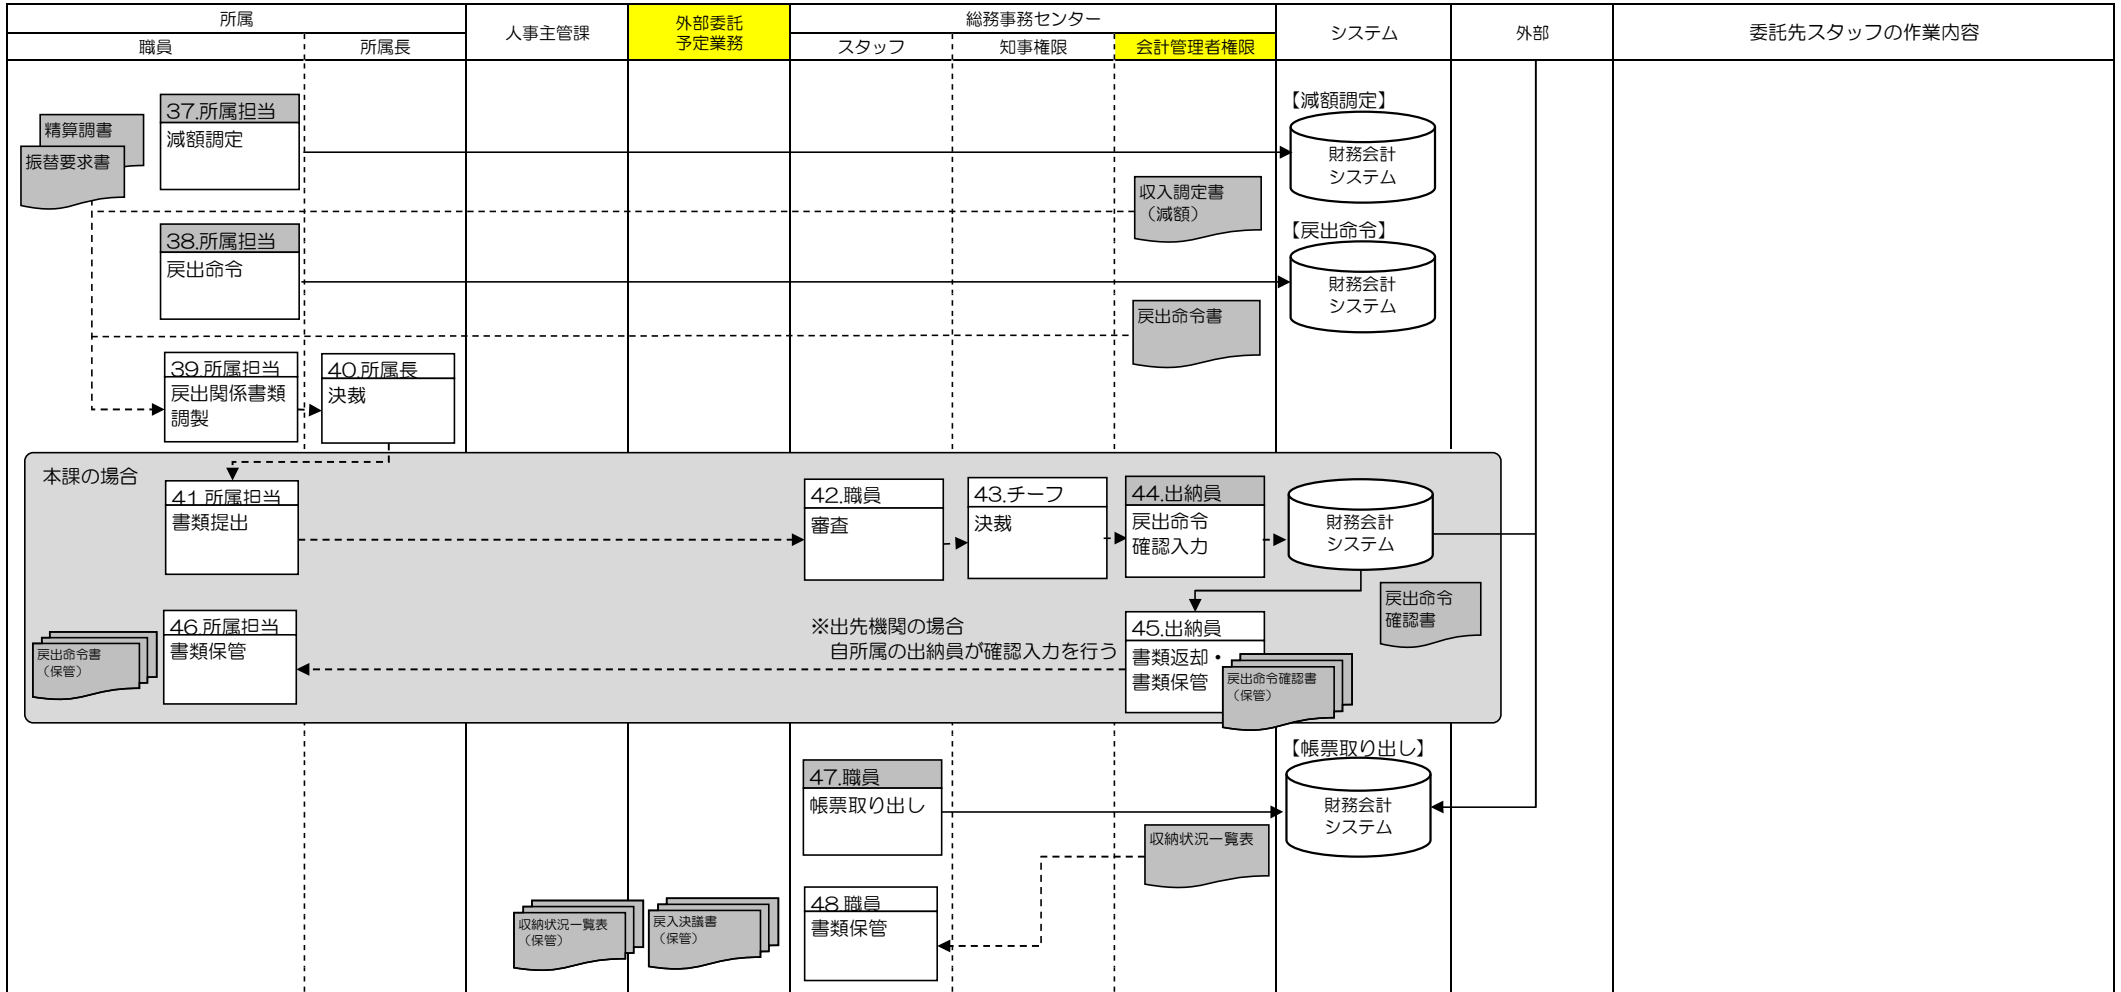 所属
人事主管課
外部委託
予定業務
総務事務センター
システム
外部
委託先スタッフの作業内容
職員
所属長
スタッフ
知事権限
会計管理者権限
精算調書
振替要求書
37.所属担当
減額調定
【減額調定】
財務会計
システム
収入調定書
（減額）
38.所属担当
戻出命令
【戻出命令】
財務会計
システム
戻出命令書
39.所属担当
戻出関係書類
調製
40.所属長
決裁
本課の場合
41.所属担当
書類提出
42.職員
審査
43.チーフ
決裁
44.出納員
戻出命令
確認入力
財務会計
システム
戻出命令
確認書
戻出命令書
（保管）
46.所属担当
書類保管
※出先機関の場合
自所属の出納員が確認入力を行う
45.出納員
書類返却・
書類保管
戻出命令確認書
（保管）
47.職員
帳票取り出し
【帳票取り出し】
財務会計
システム
収納状況一覧表
収納状況一覧表
（保管）
戻入決議書
（保管）
48.職員
書類保管